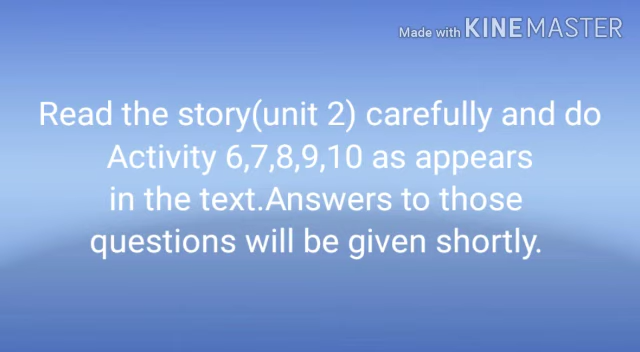 Made with KINEMASTER
Read the story(unit 2) carefully and do
Activity 6,7,8,9,10 as appears
in the text.Answers to those
questions will be given shortly.